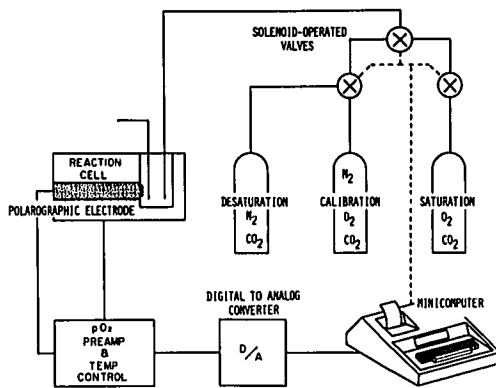 SOLENOID-OPERATED
VALVES
REACTION
CELL
POLAROGRAPHIC ELECTRODE
DESATURATION
N₂
CO₂
N₂
CALIBRATION
O₂
CO₂
SATURATION
O₂
CO₂
MINICOMPUTER
DIGITAL TO ANALOG
CONVERTER
pO₂
PREAMP
&
TEMP
CONTROL
D/A